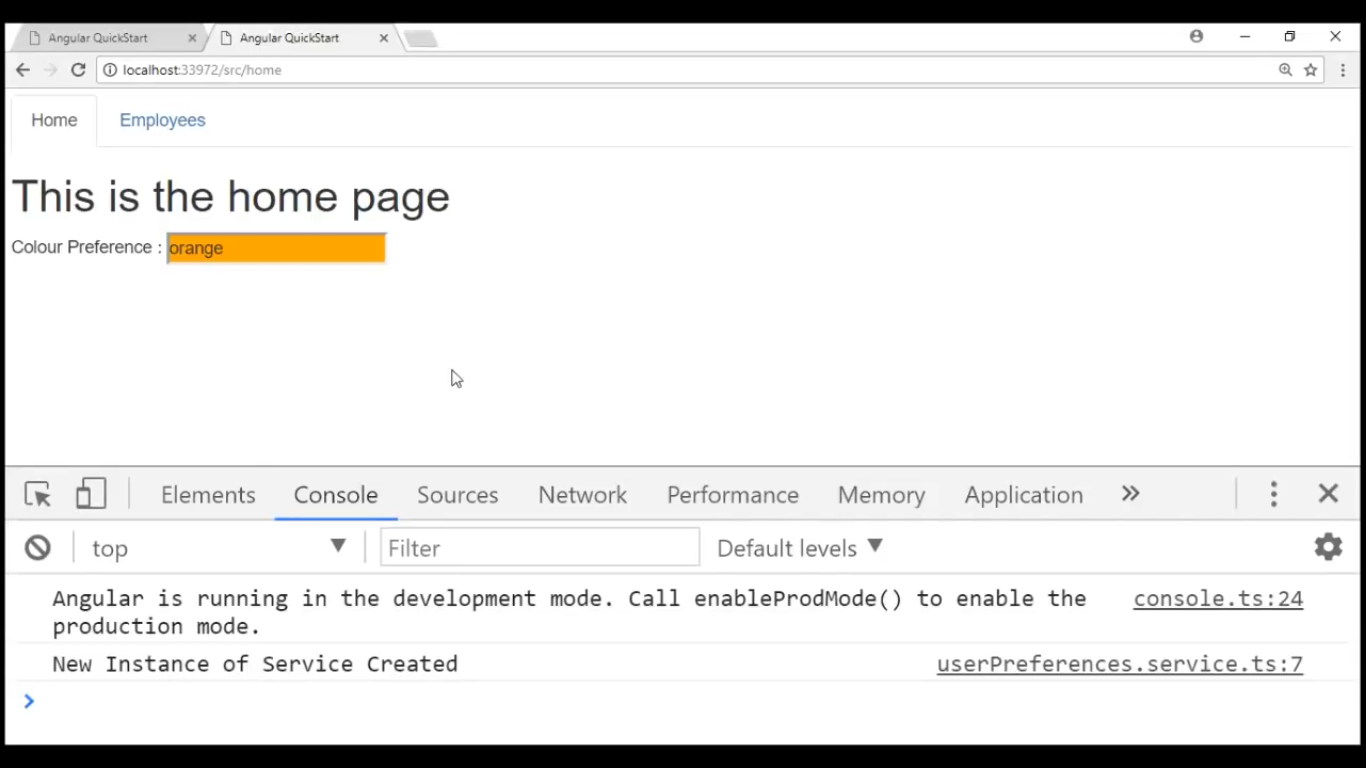 Angular QuickStart Angular QuickStart
localhost:33972/src/home
Home Employees
This is the home page
Colour Preference : orange
Elements Console Sources Network Performance Memory Application
top Filter Default levels
Angular is running in the development mode. Call enableProdMode() to enable the console.ts:24
production mode.
New Instance of Service Created userPreferences.service.ts:7